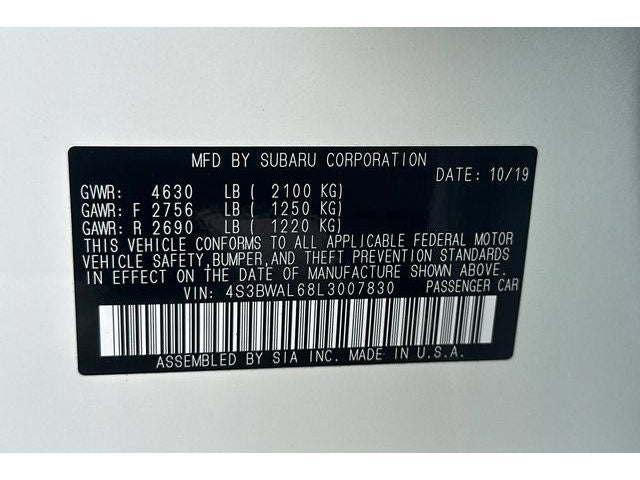 MFD BY SUBARU CORPORATION
DATE: 10/19
GVWR: 4630 LB ( 2100 KG)
GAWR: F 2756 LB ( 1250 KG)
GAWR: R 2690 LB ( 1220 KG)
THIS VEHICLE CONFORMS TO ALL APPLICABLE FEDERAL MOTOR
VEHICLE SAFETY, BUMPER, AND THEFT PREVENTION STANDARDS
IN EFFECT ON THE DATE OF MANUFACTURE SHOWN ABOVE.
VIN: 4S3BWAL68L3007830 PASSENGER CAR
ASSEMBLED BY SIA INC. MADE IN U.S.A.